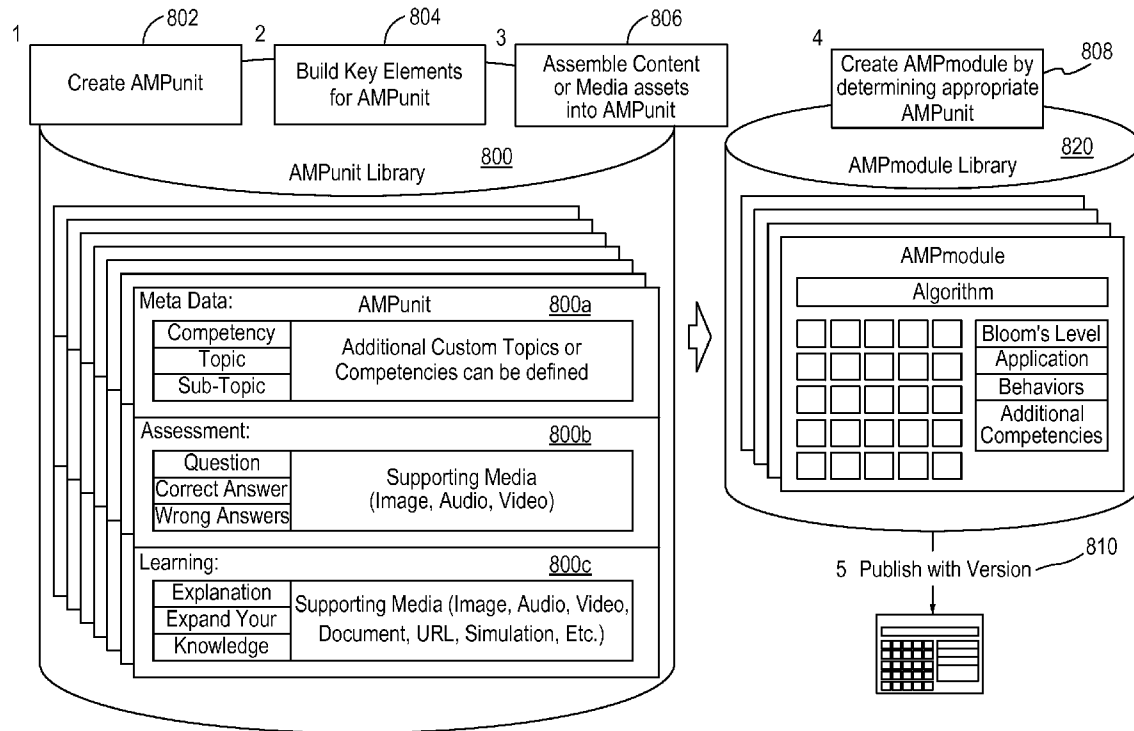 1
802
Create AMPunit
2
804
Build Key Elements
for AMPunit
3
806
Assemble Content
or Media assets
into AMPunit
4
808
Create AMPmodule by
determining appropriate
AMPunit
AMPunit Library
800
AMPmodule Library
820
Meta Data:
AMPunit
800a
Competency
Topic
Sub-Topic
Additional Custom Topics or
Competencies can be defined
Assessment:
800b
Question
Correct Answer
Wrong Answers
Supporting Media
(Image, Audio, Video)
Learning:
800c
Explanation
Expand Your
Knowledge
Supporting Media (Image, Audio, Video,
Document, URL, Simulation, Etc.)
AMPmodule
Algorithm
Bloom's Level
Application
Behaviors
Additional
Competencies
5 Publish with Version
810